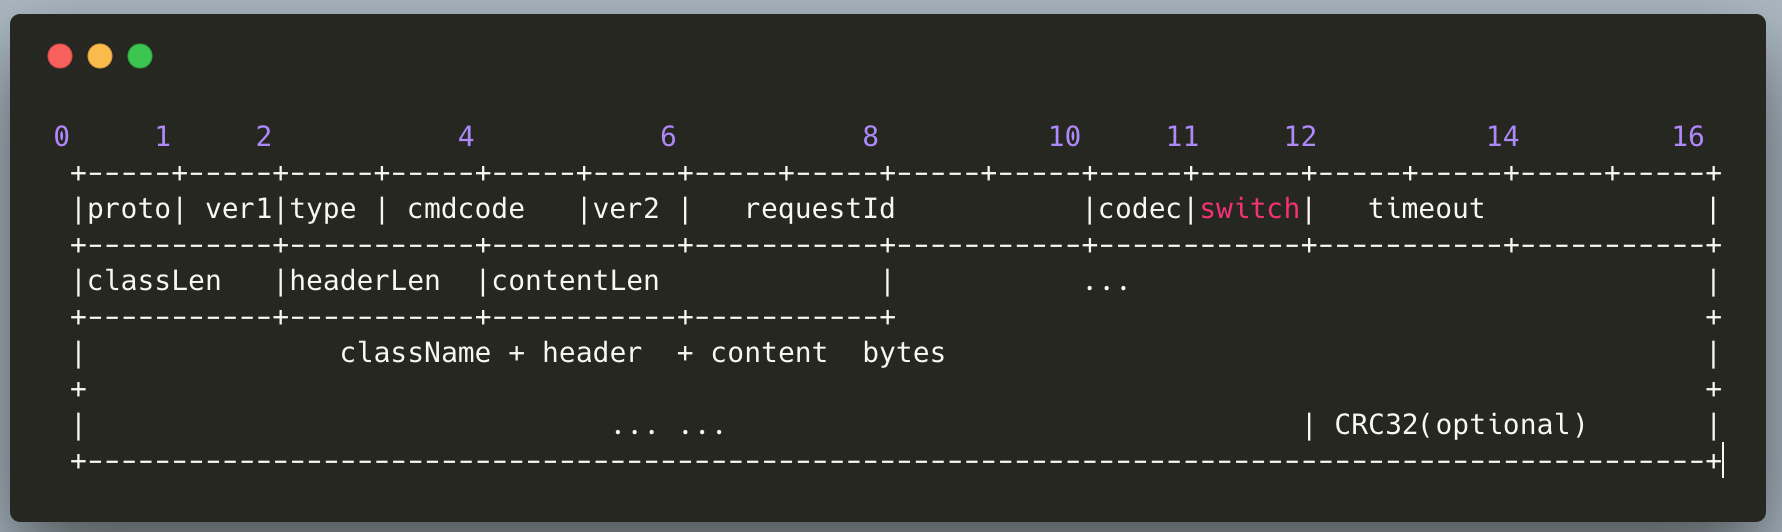 0     1     2           4           6           8          10     11     12          14         16
 +-----+-----+-----+-----+-----+-----+-----+-----+-----+-----+-----+------+-----+-----+-----+-----+
 |proto| ver1|type | cmdcode   |ver2 |   requestId           |codec|switch|   timeout             |
 +-----------+-----------+-----------+-----------+-----------+------------+-----------+-----------+
 |classLen   |headerLen  |contentLen             |           ...                                  |
 +-----------+-----------+-----------+-----------+                                                +
 |               className + header  + content  bytes                                             |
 +                                                                                                +
 |                               ... ...                                  | CRC32(optional)       |
 +------------------------------------------------------------------------------------------------+